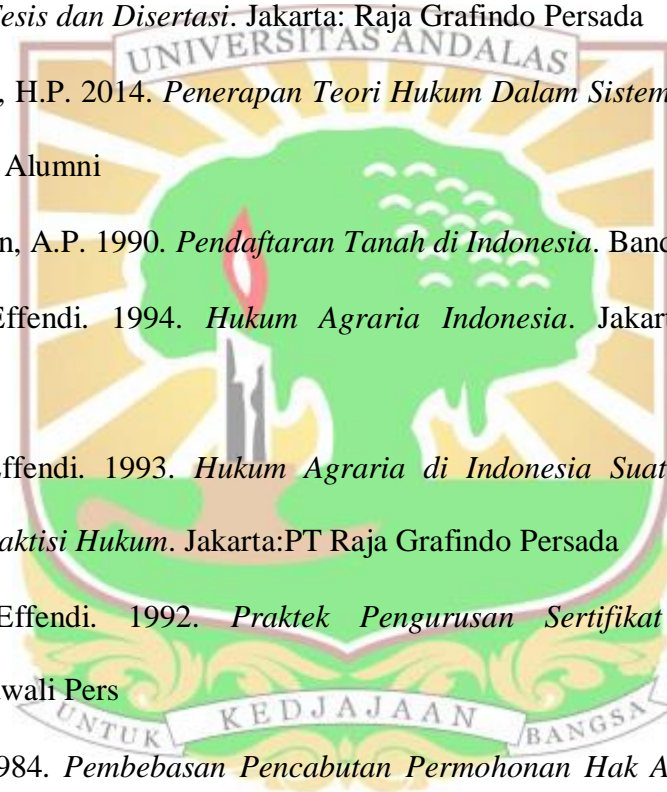 esis dan Disertasi. Jakarta: Raja Grafindo Persada
UNIVERSITAS ANDALAS
, H.P. 2014. Penerapan Teori Hukum Dalam Sistem
Alumni
n, A.P. 1990. Pendaftaran Tanah di Indonesia. Band
Effendi. 1994. Hukum Agraria Indonesia. Jakart
Effendi. 1993. Hukum Agraria di Indonesia Suat
aktisi Hukum. Jakarta:PT Raja Grafindo Persada
Effendi. 1992. Praktek Pengurusan Sertifikat
wali Pers
UNTUK KEDJAJAAN BANGSA
984. Pembebasan Pencabutan Permohonan Hak A